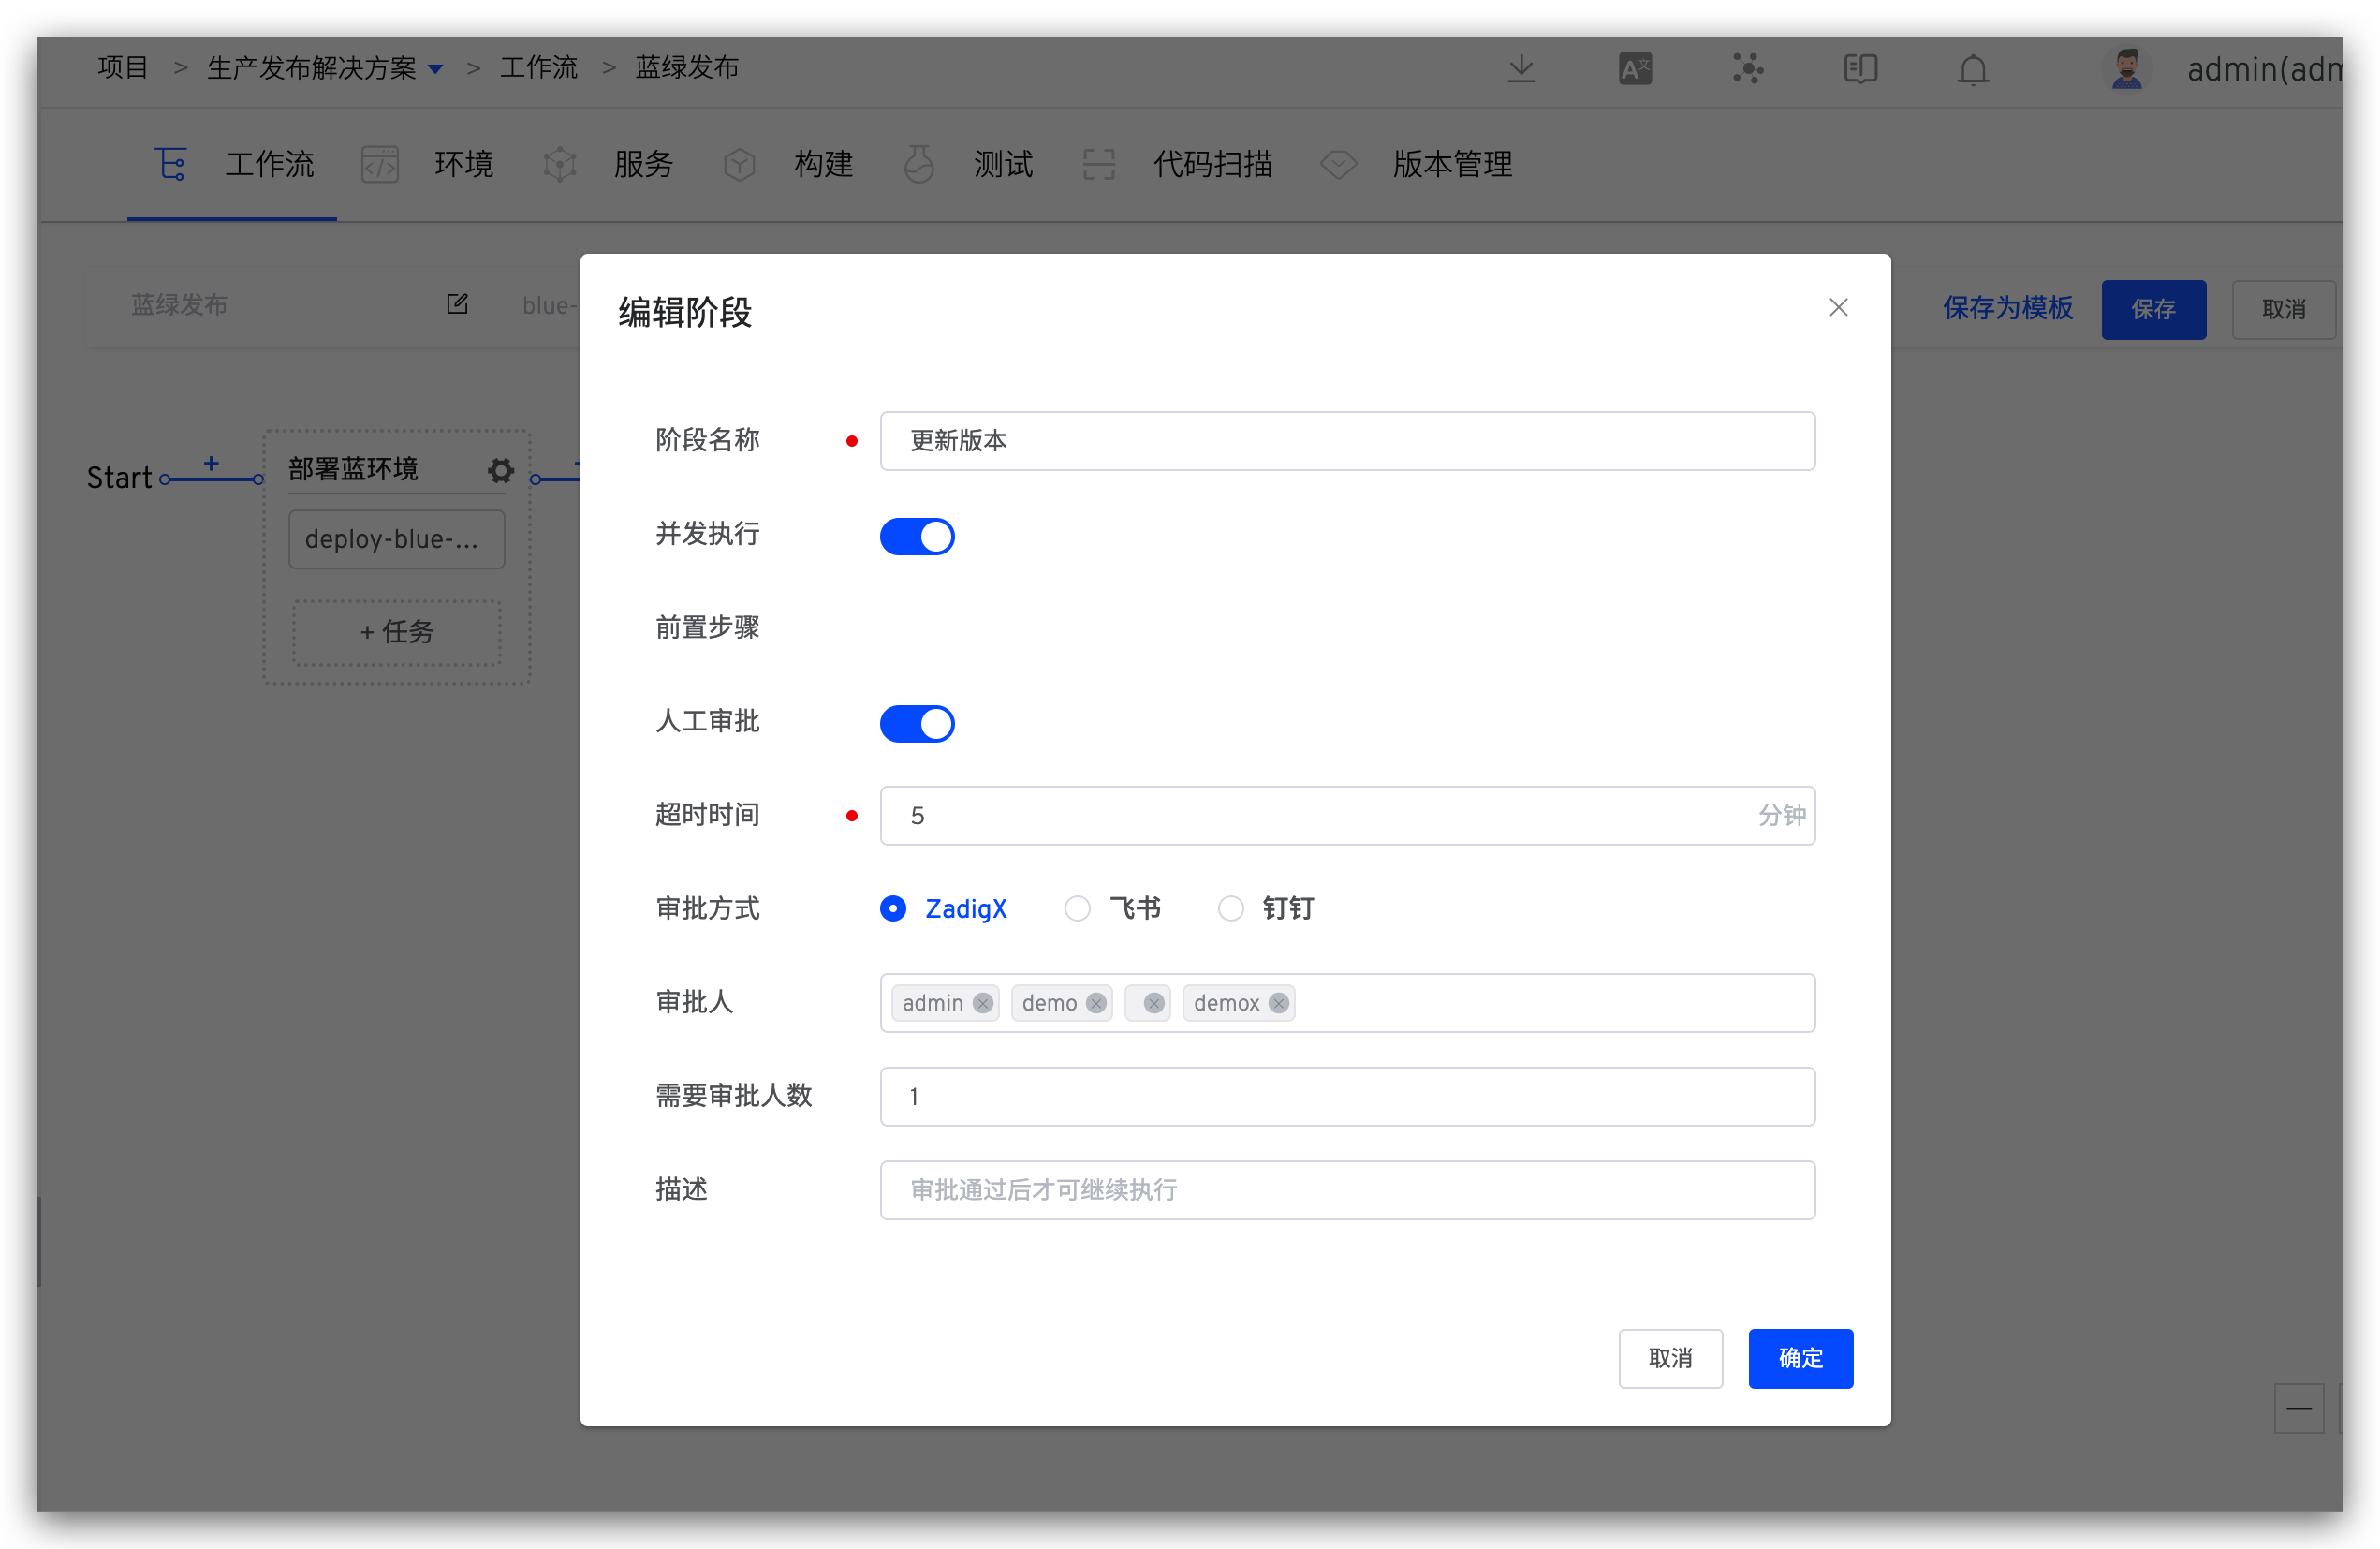 项目 > 生产发布解决方案 > 工作流 > 蓝绿发布 admin(adm
工作流 环境 服务 构建 测试 代码扫描 版本管理
蓝绿发布 blue- 保存为模板 保存 取消
Start 部署蓝环境
deploy-blue-...
+ 任务
编辑阶段
阶段名称 更新版本
并发执行
前置步骤
人工审批
超时时间 5 分钟
审批方式 ZadigX 飞书 钉钉
审批人 admin demo demox
需要审批人数 1
描述 审批通过后才可继续执行
取消 确定